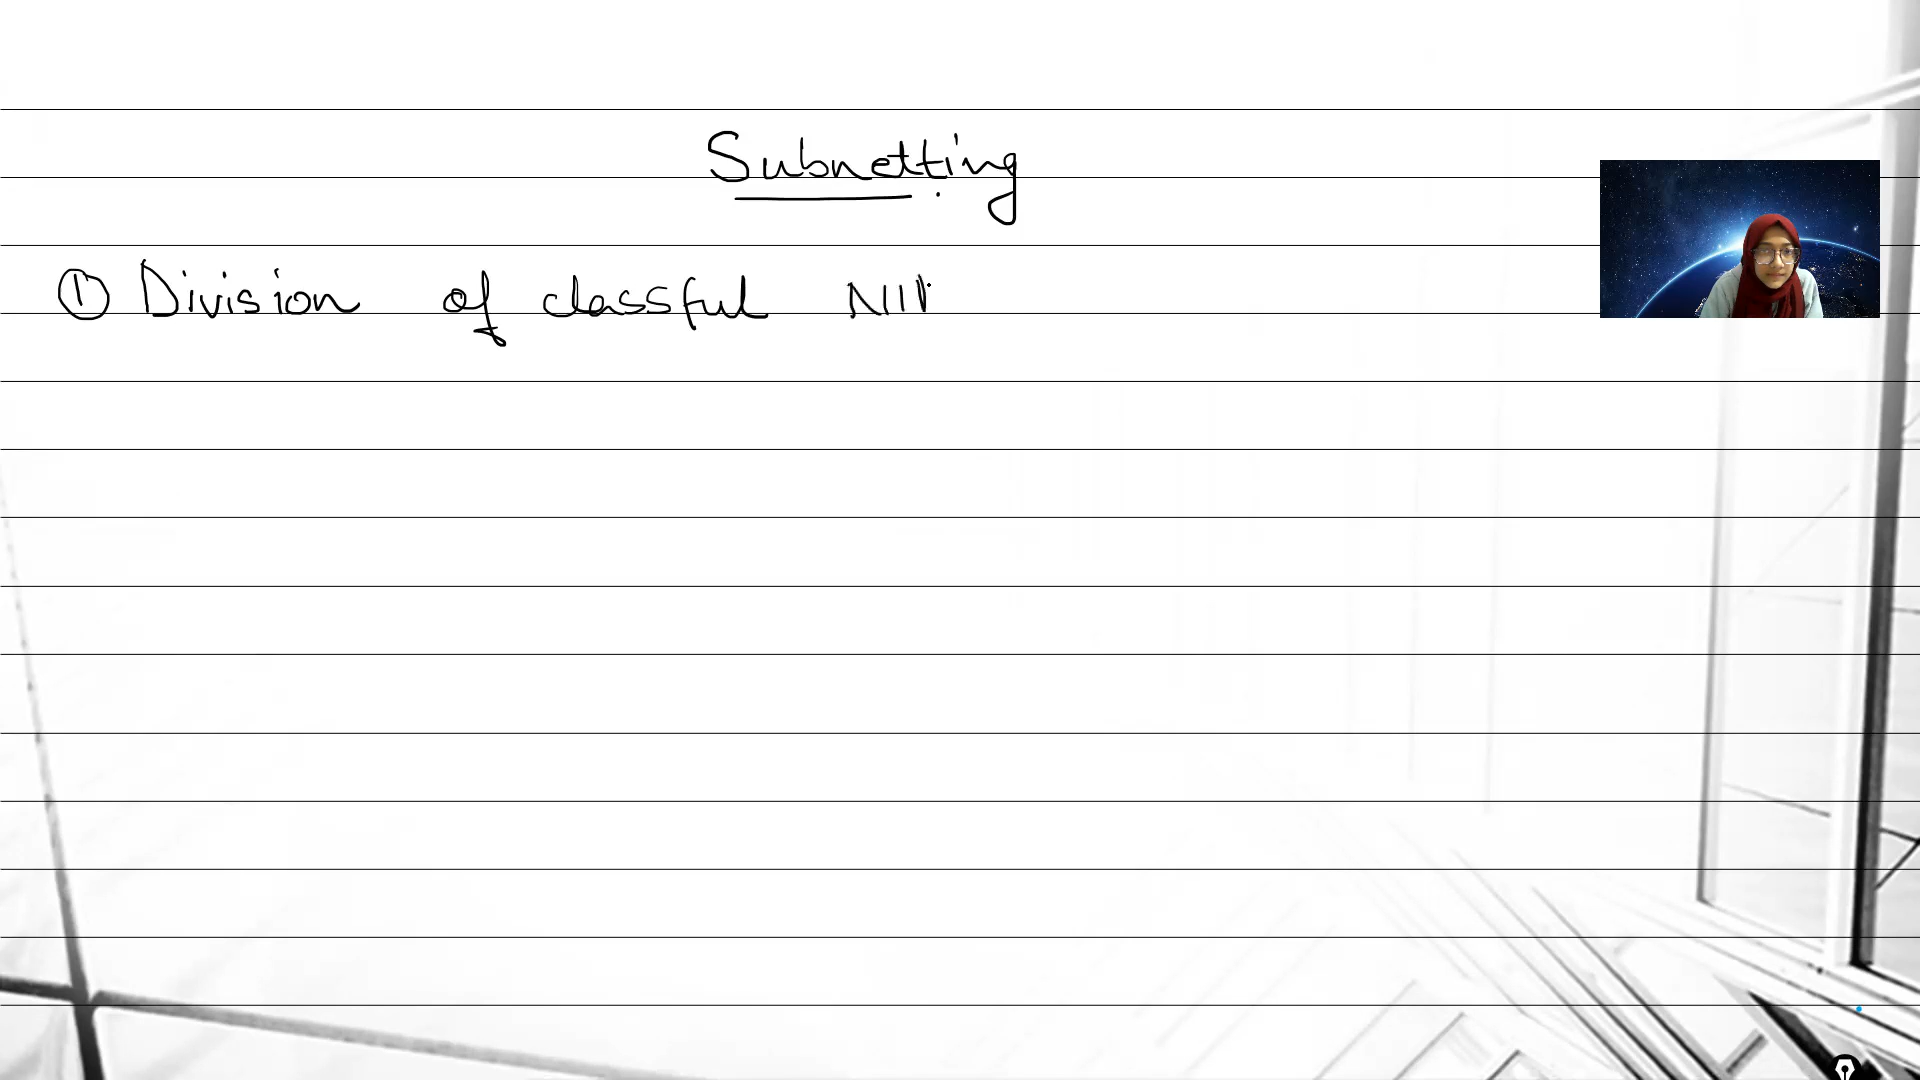 Subnetting
① Division of classful